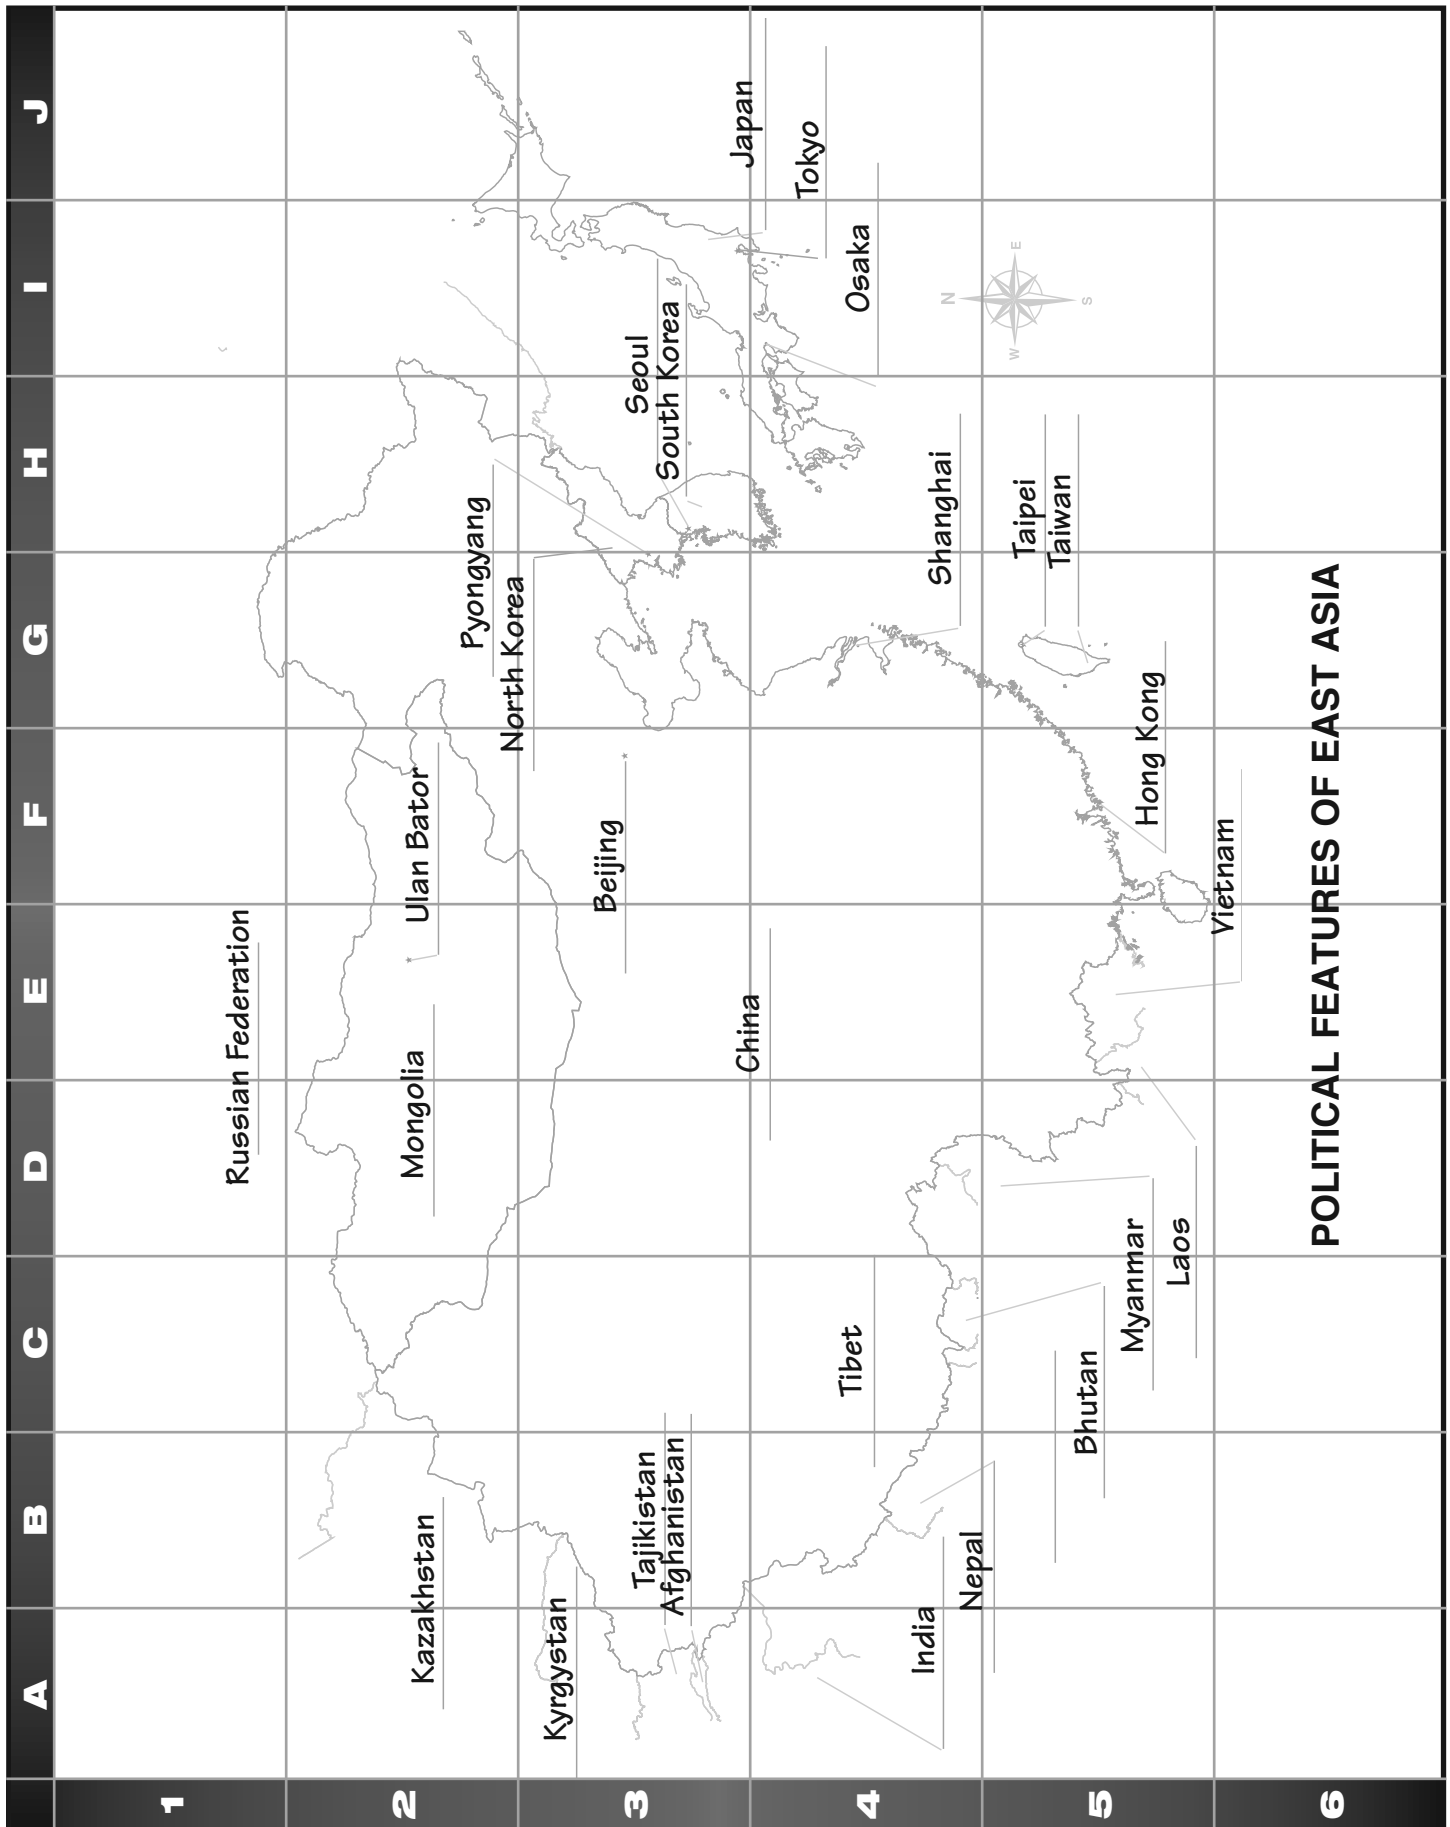 A B C D E F G H I J
1
Russian Federation
2
Kazakhstan
Mongolia
Ulan Bator
Pyongyang
North Korea
3
Kyrgystan
Tajikistan
Afghanistan
Beijing
Seoul
South Korea
China
Japan
4
Tokyo
Tibet
Osaka
India
Shanghai
N
W
E
S
5
Nepal
Taipei
Taiwan
Bhutan
Myanmar
Hong Kong
Laos
Vietnam
6
POLITICAL FEATURES OF EAST ASIA